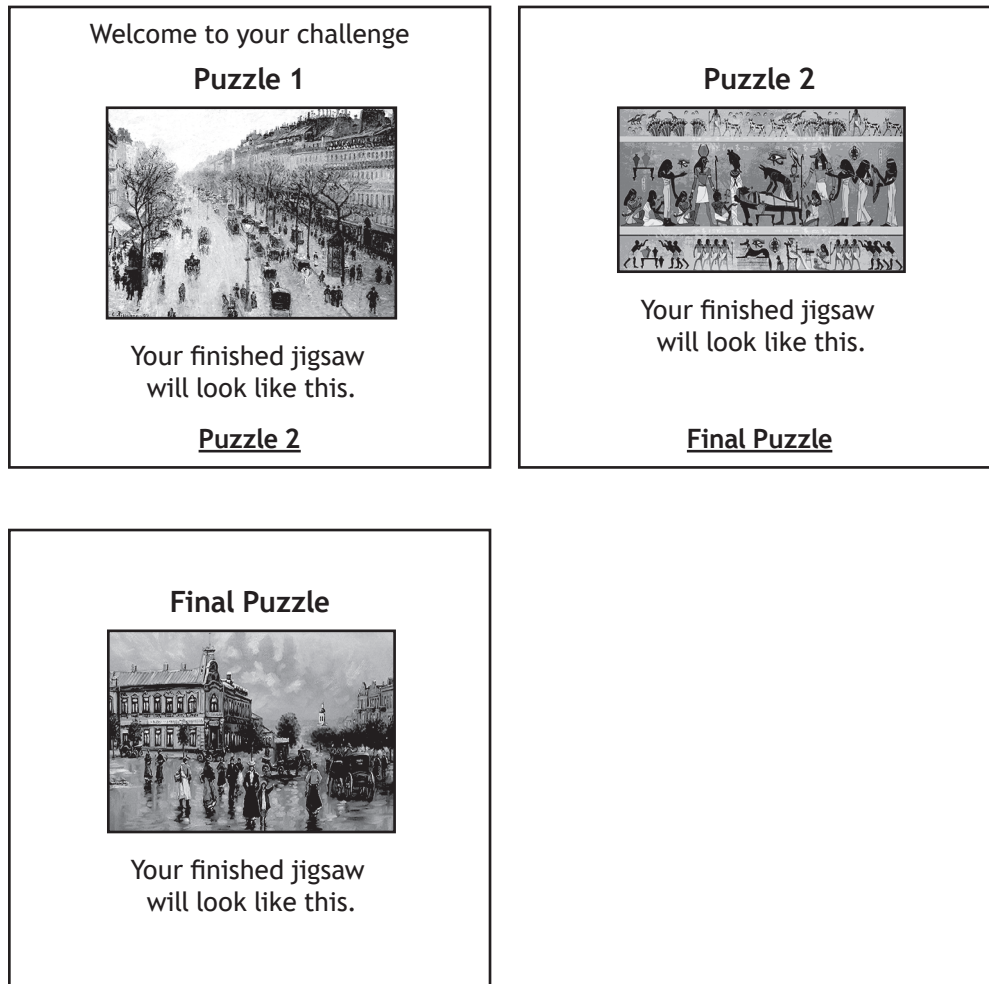 Welcome to your challenge
Puzzle 1
Your finished jigsaw
will look like this.
Puzzle 2
Puzzle 2
Your finished jigsaw
will look like this.
Final Puzzle
Final Puzzle
Your finished jigsaw
will look like this.